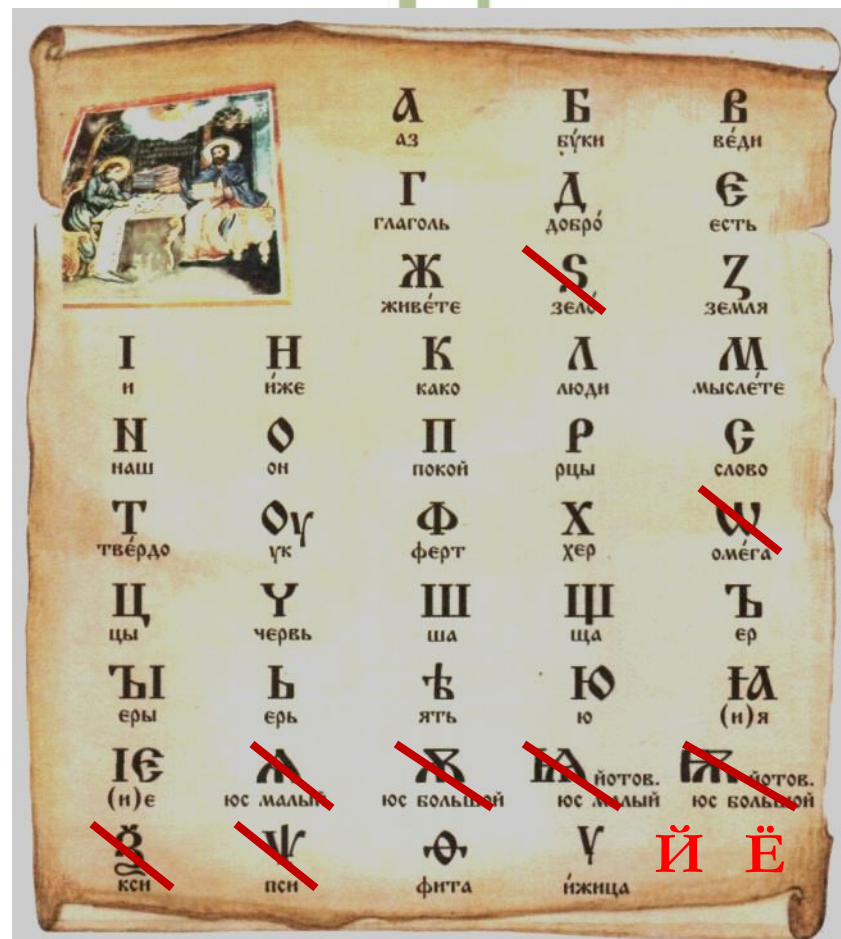 А Б В
аз бу́ки ве́ди
Г Д Є
глаголь добро́ єсть
Ж Ѕ З
живе́те зело́ земля
І Н К Л М
и и́же како люди мысле́те
N О П Р С
наш он покой рцы слово
Т Оу Ф Х Ѡ
тве́рдо ук ферт хер оме́га
Ц Ч Ш Щ Ъ
цы червь ша ща ер
ЪІ Ь Ѣ Ю ІА
еры ерь ять ю (и)я
ІЄ Ѧ Ѫ Ѩ йотов. Ѭ йотов.
(и)є юс малый юс большой юс малый юс большой
Ѯ Ѱ Ѳ Ѵ Й Ё
кси пси фита и́жица